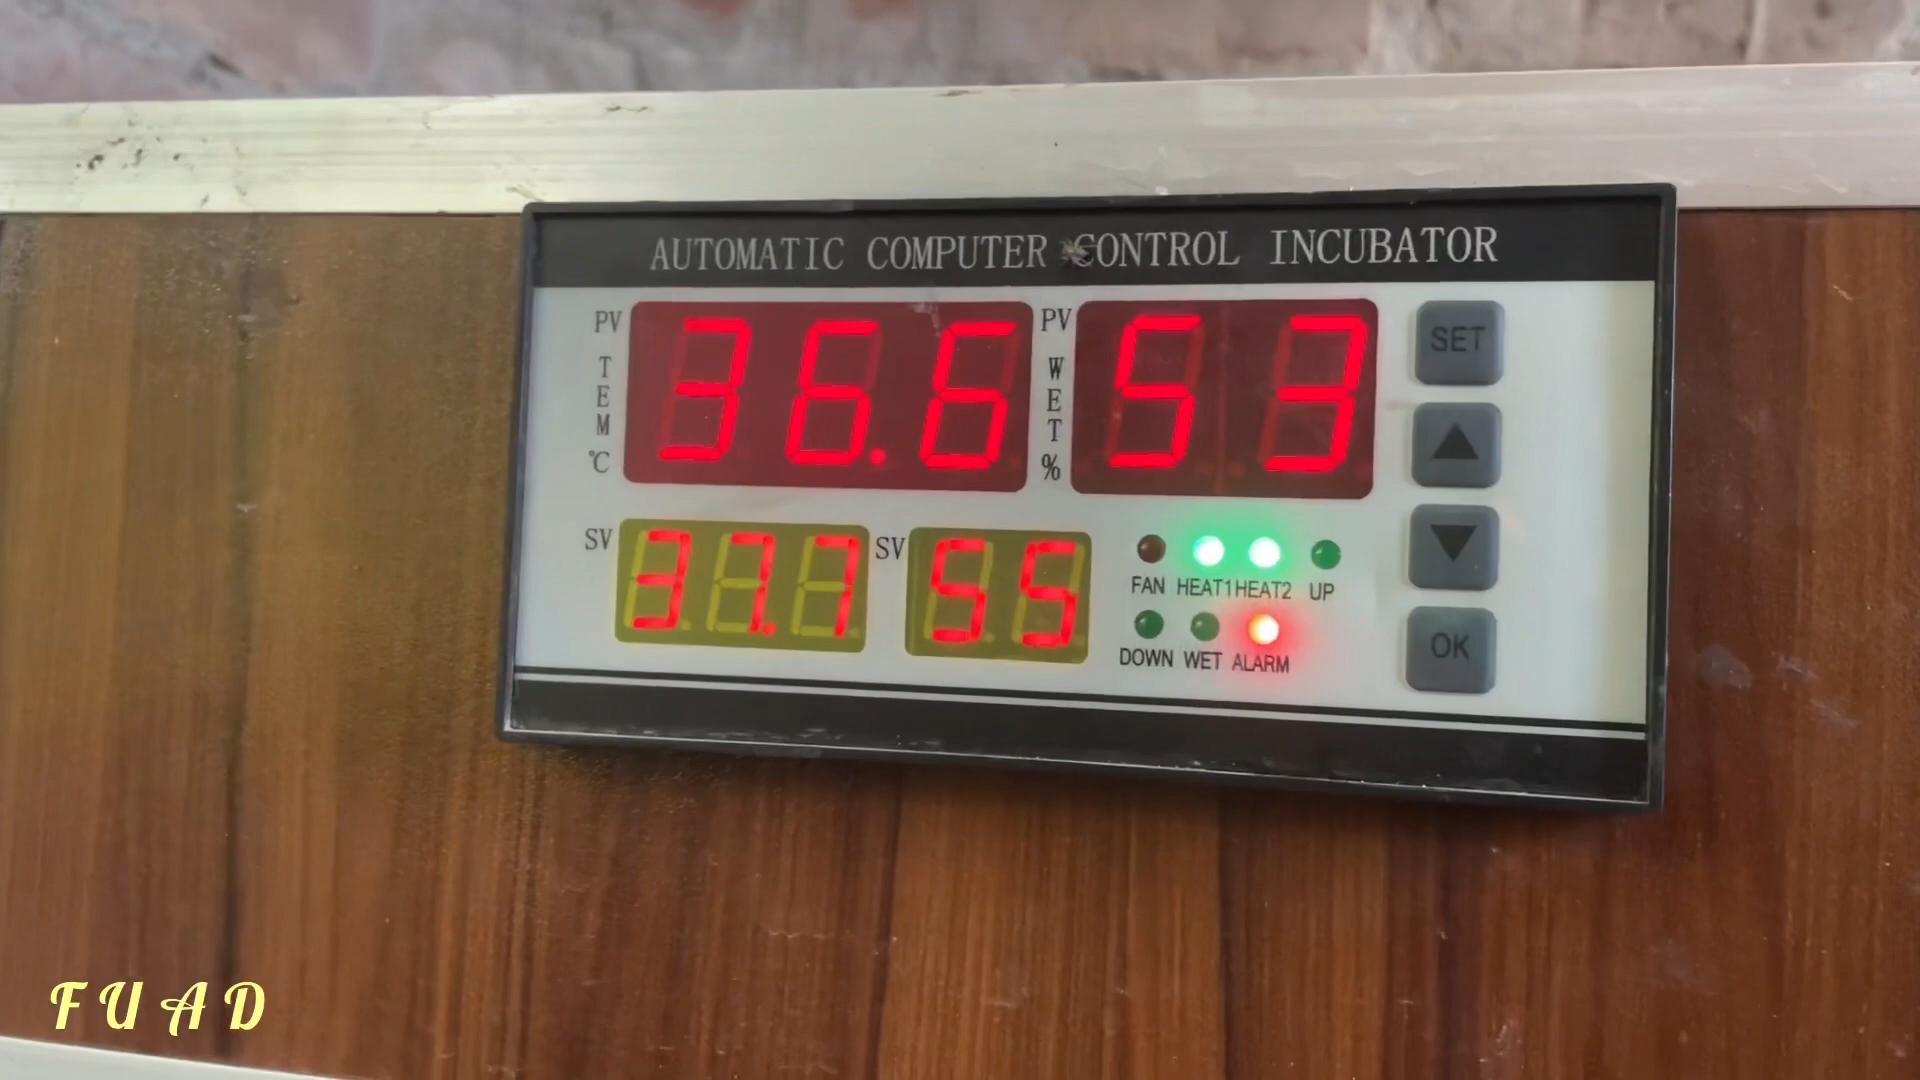 AUTOMATIC COMPUTER CONTROL INCUBATOR
PV TEM ℃ 36.6
PV WET % 53
SET
SV 37.7
SV 55
FAN HEAT1 HEAT2 UP
DOWN WET ALARM
OK
FUAD